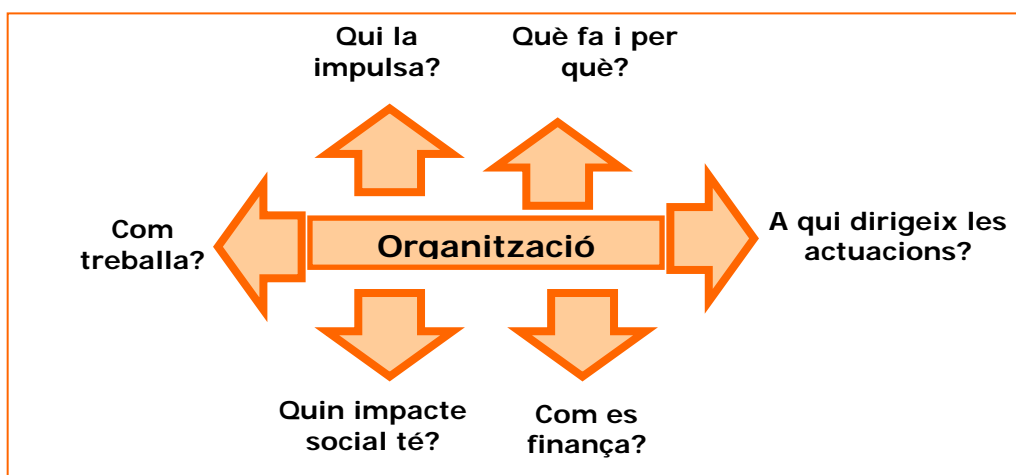 Qui la
impulsa?
Què fa i per
què?
Com
treballa?
Organització
A qui dirigeix les
actuacions?
Quin impacte
social té?
Com es
finança?